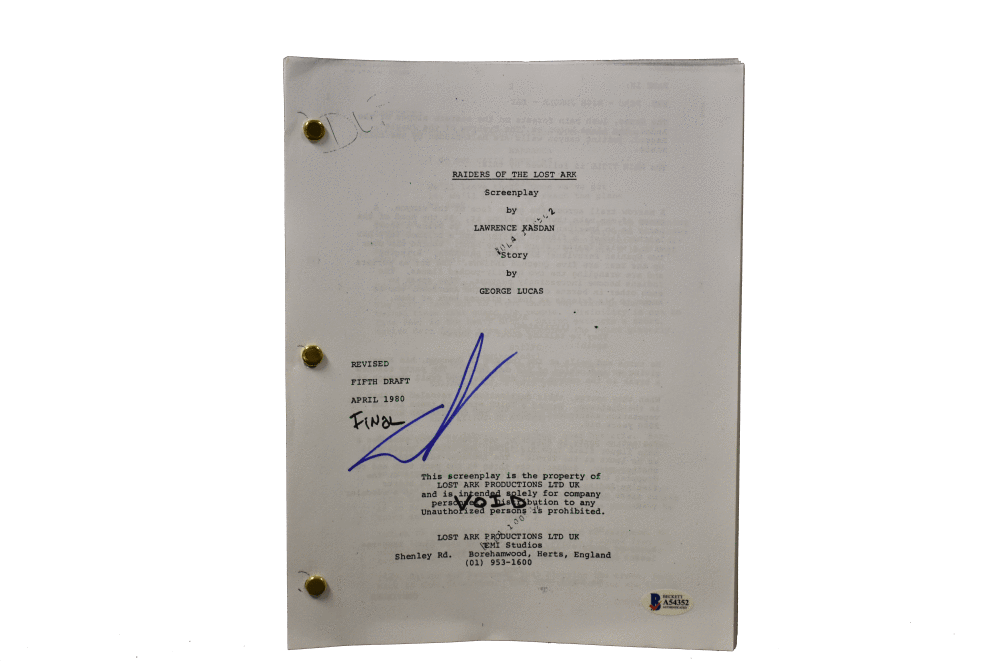 RAIDERS OF THE LOST ARK
Screenplay
by
LAWRENCE KASDAN
Story
by
GEORGE LUCAS
REVISED
FIFTH DRAFT
APRIL 1980
FINAL
This screenplay is the property of
LOST ARK PRODUCTIONS LTD UK
and is intended solely for company
VOID
to any
Unauthorized persons is prohibited.
LOST ARK PRODUCTIONS LTD UK
EMI Studios
Shenley Rd. Borehamwood, Herts, England
(01) 953-1600
BECKETT
A54352